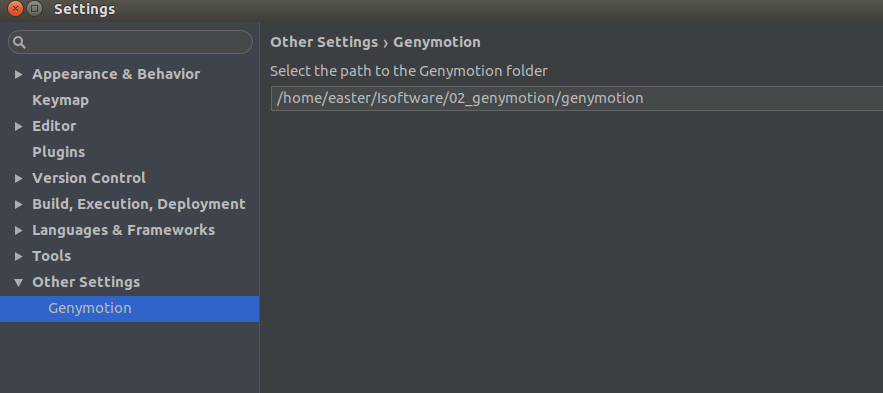 Settings
Other Settings › Genymotion
Select the path to the Genymotion folder
/home/easter/Isoftware/02_genymotion/genymotion
Appearance & Behavior
Keymap
Editor
Plugins
Version Control
Build, Execution, Deployment
Languages & Frameworks
Tools
Other Settings
Genymotion